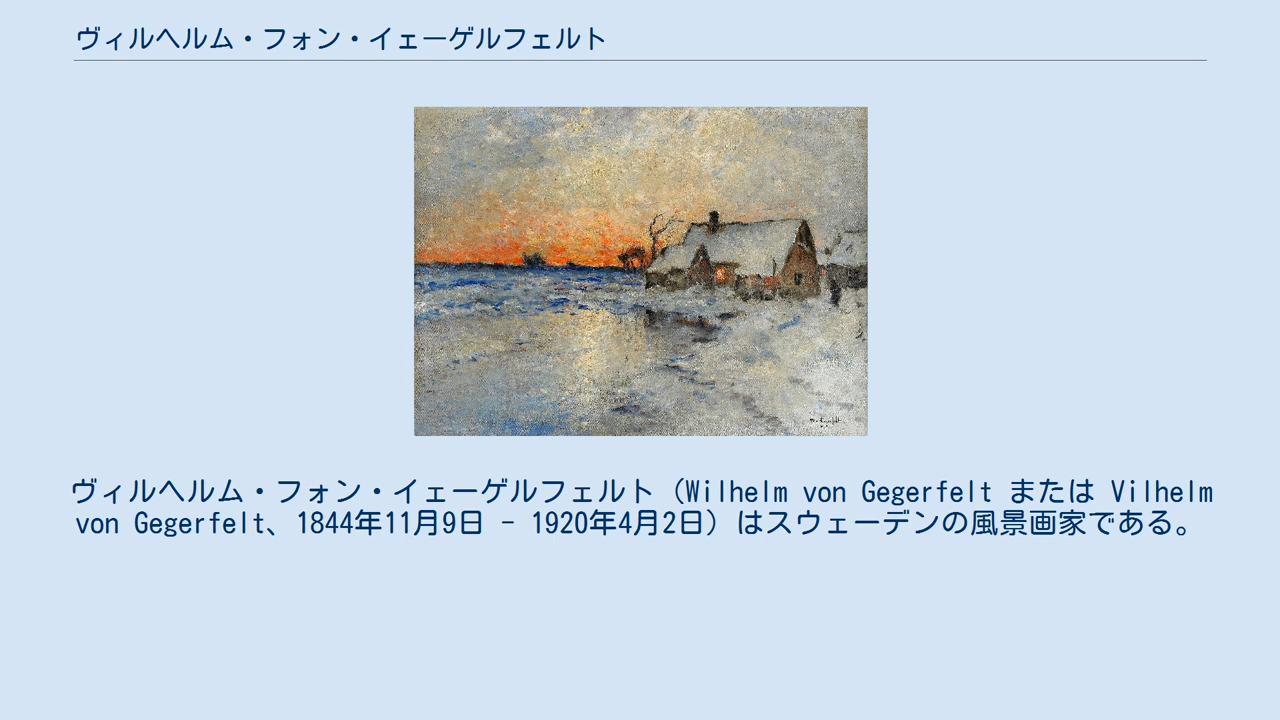 ヴィルヘルム・フォン・イェーゲルフェルト
ヴィルヘルム・フォン・イェーゲルフェルト（Wilhelm von Gegerfelt または Vilhelm
von Gegerfelt、1844年11月9日 - 1920年4月2日）はスウェーデンの風景画家である。